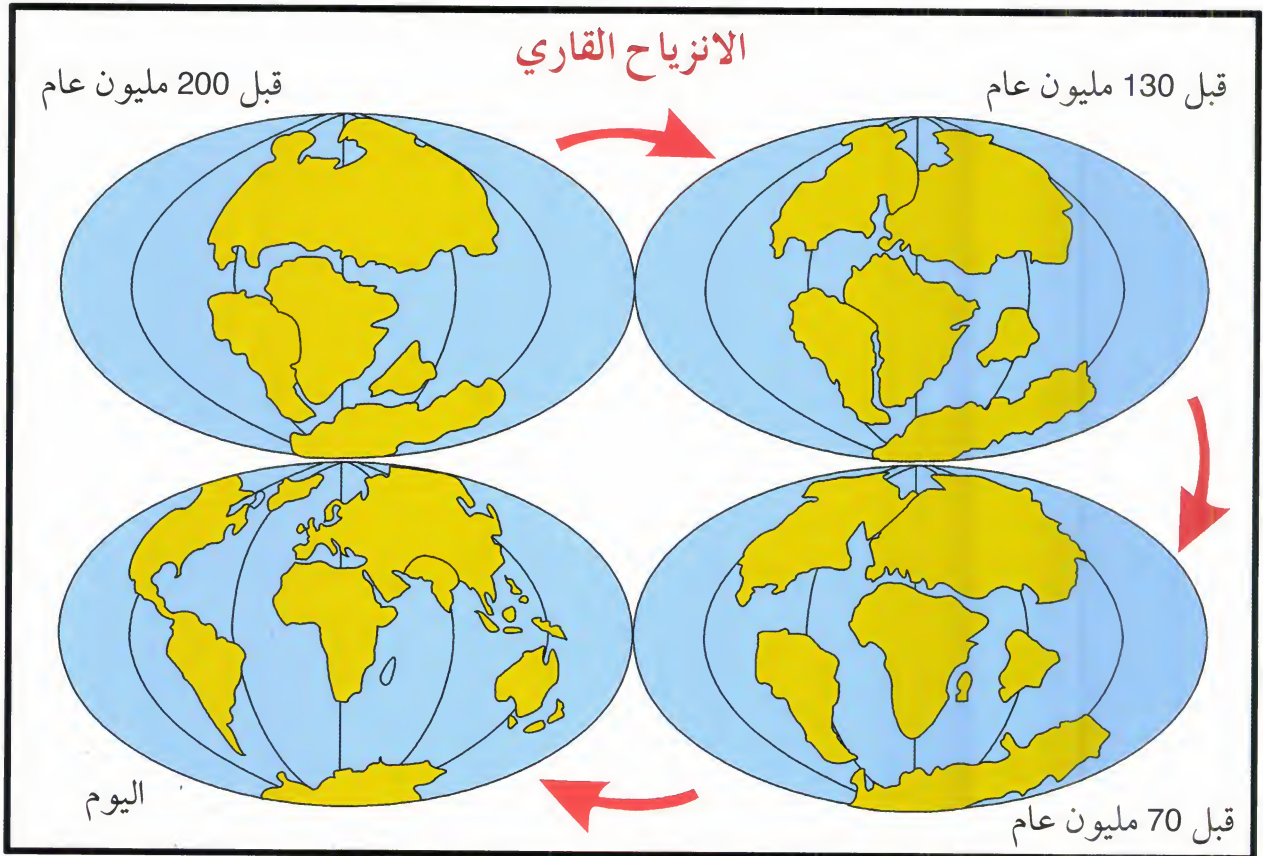 الانزياح القاري
قبل 200 مليون عام
قبل 130 مليون عام
قبل 70 مليون عام
اليوم